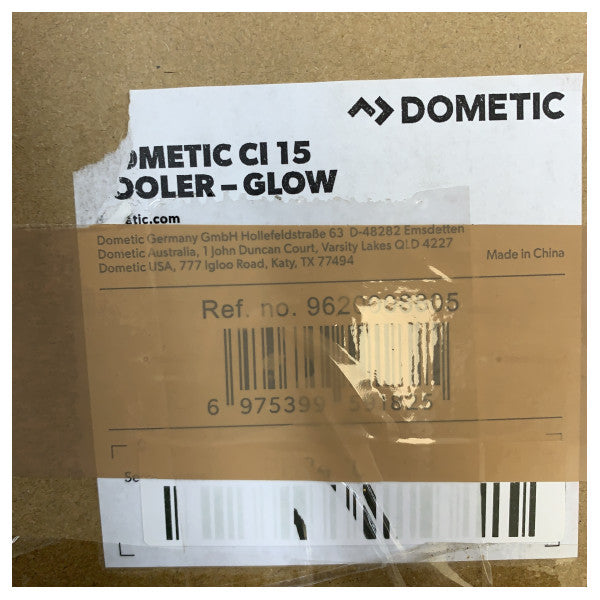 DOMETIC
OMETIC CI 15
OOLER – GLOW
etic.com
Dometic Germany GmbH Hollefeldstraße 63 D-48282 Emsdetten
Dometic Australia, 1 John Duncan Court, Varsity Lakes QLD 4227
Dometic USA, 777 Igloo Road, Katy, TX 77494
Made in China
Ref. no.
6 975399
Se